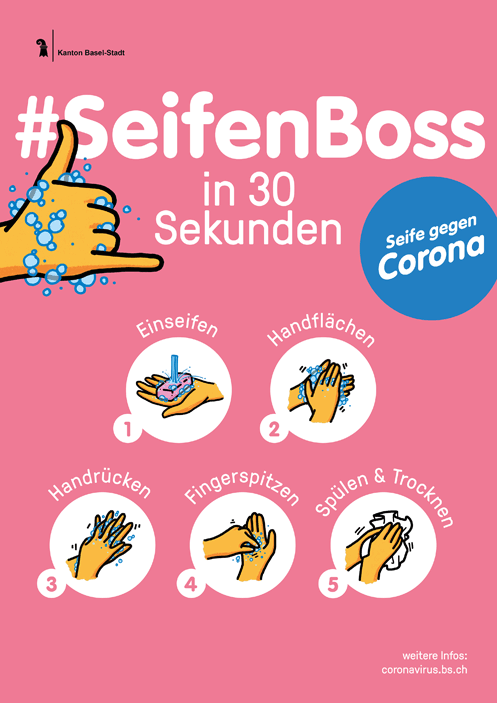 Kanton Basel-Stadt
#SeifenBoss
in 30
Sekunden
Seife gegen
Corona
Einseifen
1
Handflächen
2
Handrücken
3
Fingerspitzen
4
Spülen & Trocknen
5
weitere Infos:
coronavirus.bs.ch